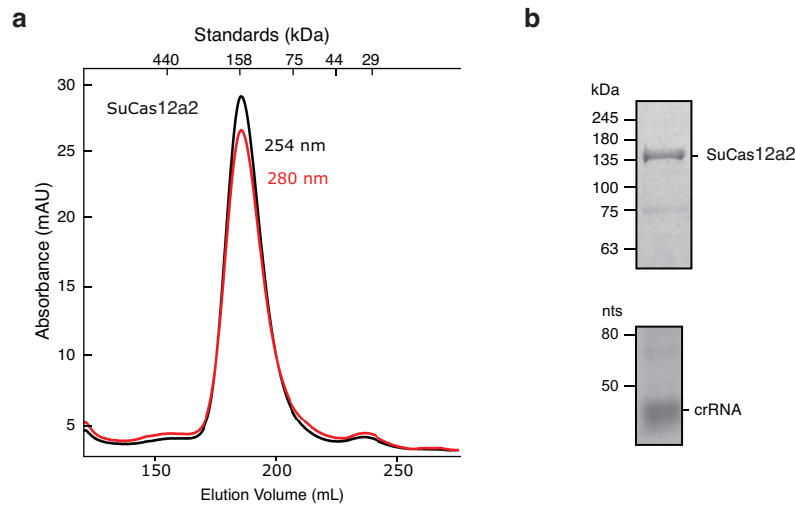 a
Standards (kDa)
440 158 75 44 29
30
25
20
15
10
5
Absorbance (mAU)
SuCas12a2
254 nm
280 nm
150 200 250
Elution Volume (mL)
b
kDa
245
180
135
100
75
63
SuCas12a2
nts
80
50
crRNA